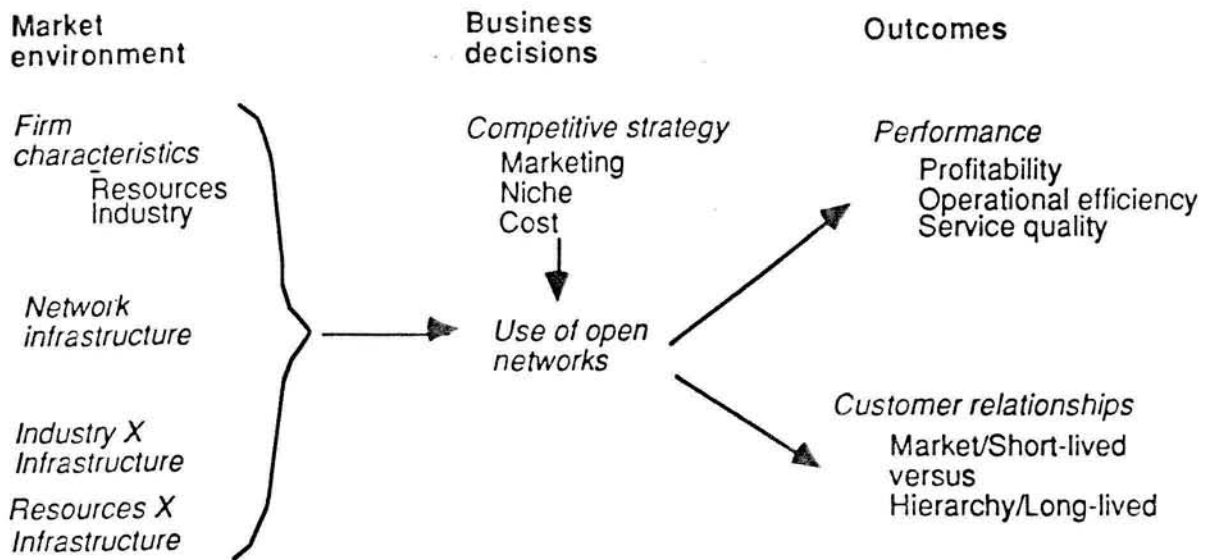 Market
environment
Firm
characteristics
Resources
Industry
Network
infrastructure
Industry X
Infrastructure
Resources X
Infrastructure
Business
decisions
Competitive strategy
Marketing
Niche
Cost
Use of open
networks
Outcomes
Performance
Profitability
Operational efficiency
Service quality
Customer relationships
Market/Short-lived
versus
Hierarchy/Long-lived